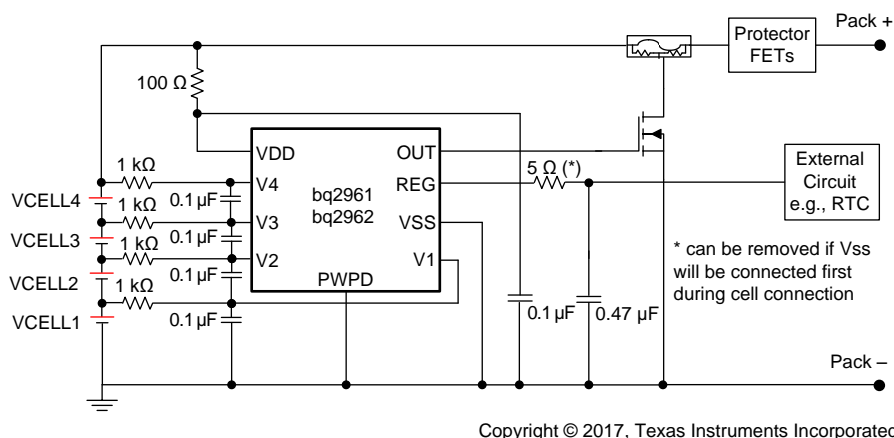 Pack +
Protector
FETs
100 Ω
VDD
OUT
1 kΩ
V4
REG
5 Ω (*)
External
Circuit
e.g., RTC
VCELL4
0.1 µF
bq2961
bq2962
1 kΩ
V3
VSS
VCELL3
0.1 µF
1 kΩ
V2
V1
* can be removed if Vss
will be connected first
during cell connection
VCELL2
0.1 µF
PWPD
1 kΩ
VCELL1
0.1 µF
0.1 µF
0.47 µF
Pack –
Copyright © 2017, Texas Instruments Incorporated